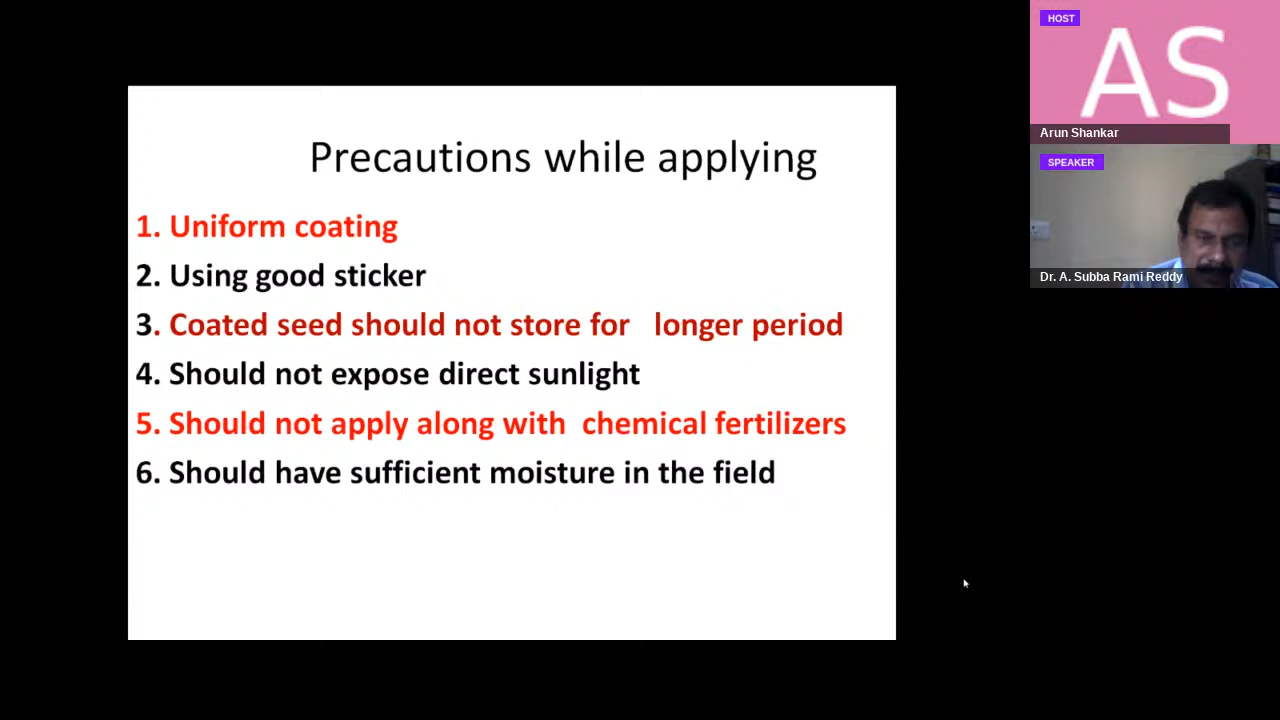 Precautions while applying
1. Uniform coating
2. Using good sticker
3. Coated seed should not store for longer period
4. Should not expose direct sunlight
5. Should not apply along with chemical fertilizers
6. Should have sufficient moisture in the field
HOST
AS
Arun Shankar
SPEAKER
Dr. A. Subba Rami Reddy